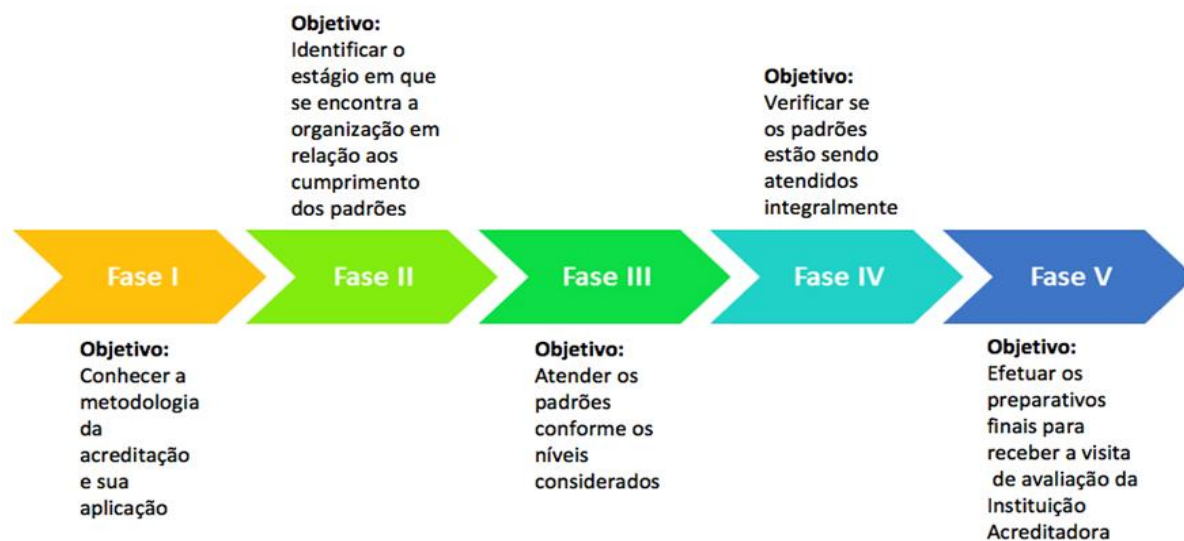 Objetivo:
Identificar o
estágio em que
se encontra a
organização em
relação aos
cumprimento
dos padrões
Objetivo:
Verificar se
os padrões
estão sendo
atendidos
integralmente
Fase I
Fase II
Fase III
Fase IV
Fase V
Objetivo:
Conhecer a
metodologia
da
acreditação
e sua
aplicação
Objetivo:
Atender os
padrões
conforme os
níveis
considerados
Objetivo:
Efetuar os
preparativos
finais para
receber a visita
de avaliação da
Instituição
Acreditadora